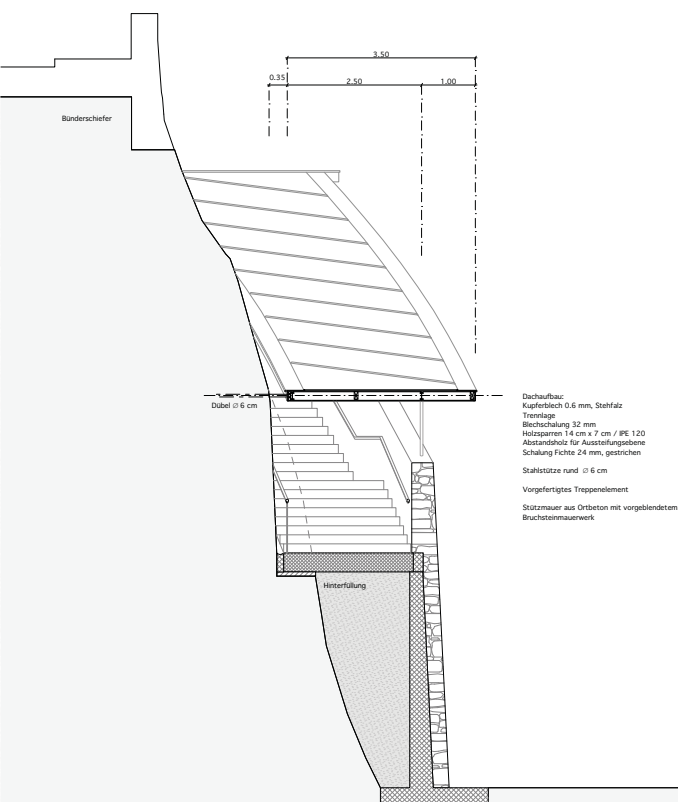 3.50
0.35
2.50
1.00
Bünderschiefer
Dübel ∅ 6 cm
Dachaufbau:
Kupferblech 0.6 mm, Stehfalz
Trennlage
Blechschalung 32 mm
Holzsparren 14 cm x 7 cm / IPE 120
Abstandsholz für Aussteifungsebene
Schalung Fichte 24 mm, gestrichen
Stahlstütze rund ∅ 6 cm
Vorgefertigtes Treppenelement
Stützmauer aus Ortbeton mit vorgeblendetem
Bruchsteinmauerwerk
Hinterfüllung